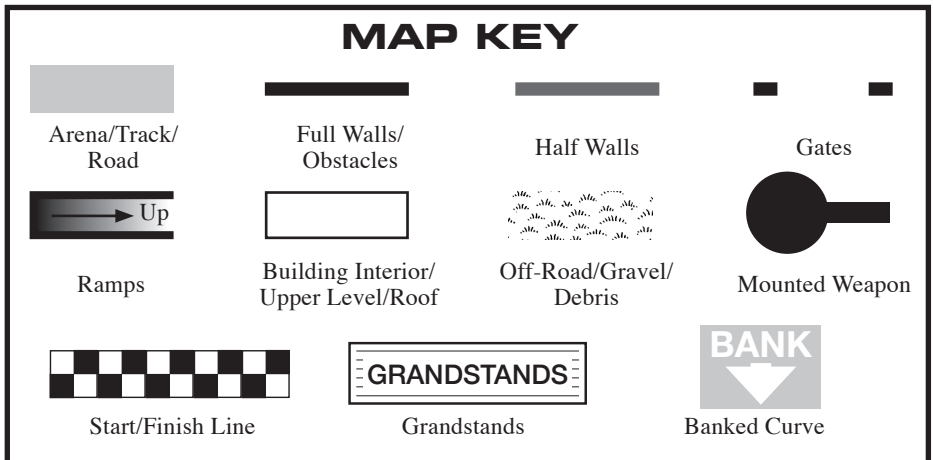 MAP KEY
Arena/Track/
Road
Full Walls/
Obstacles
Half Walls
Gates
Up
Ramps
Building Interior/
Upper Level/Roof
Off-Road/Gravel/
Debris
Mounted Weapon
GRANDSTANDS
BANK
Start/Finish Line
Grandstands
Banked Curve